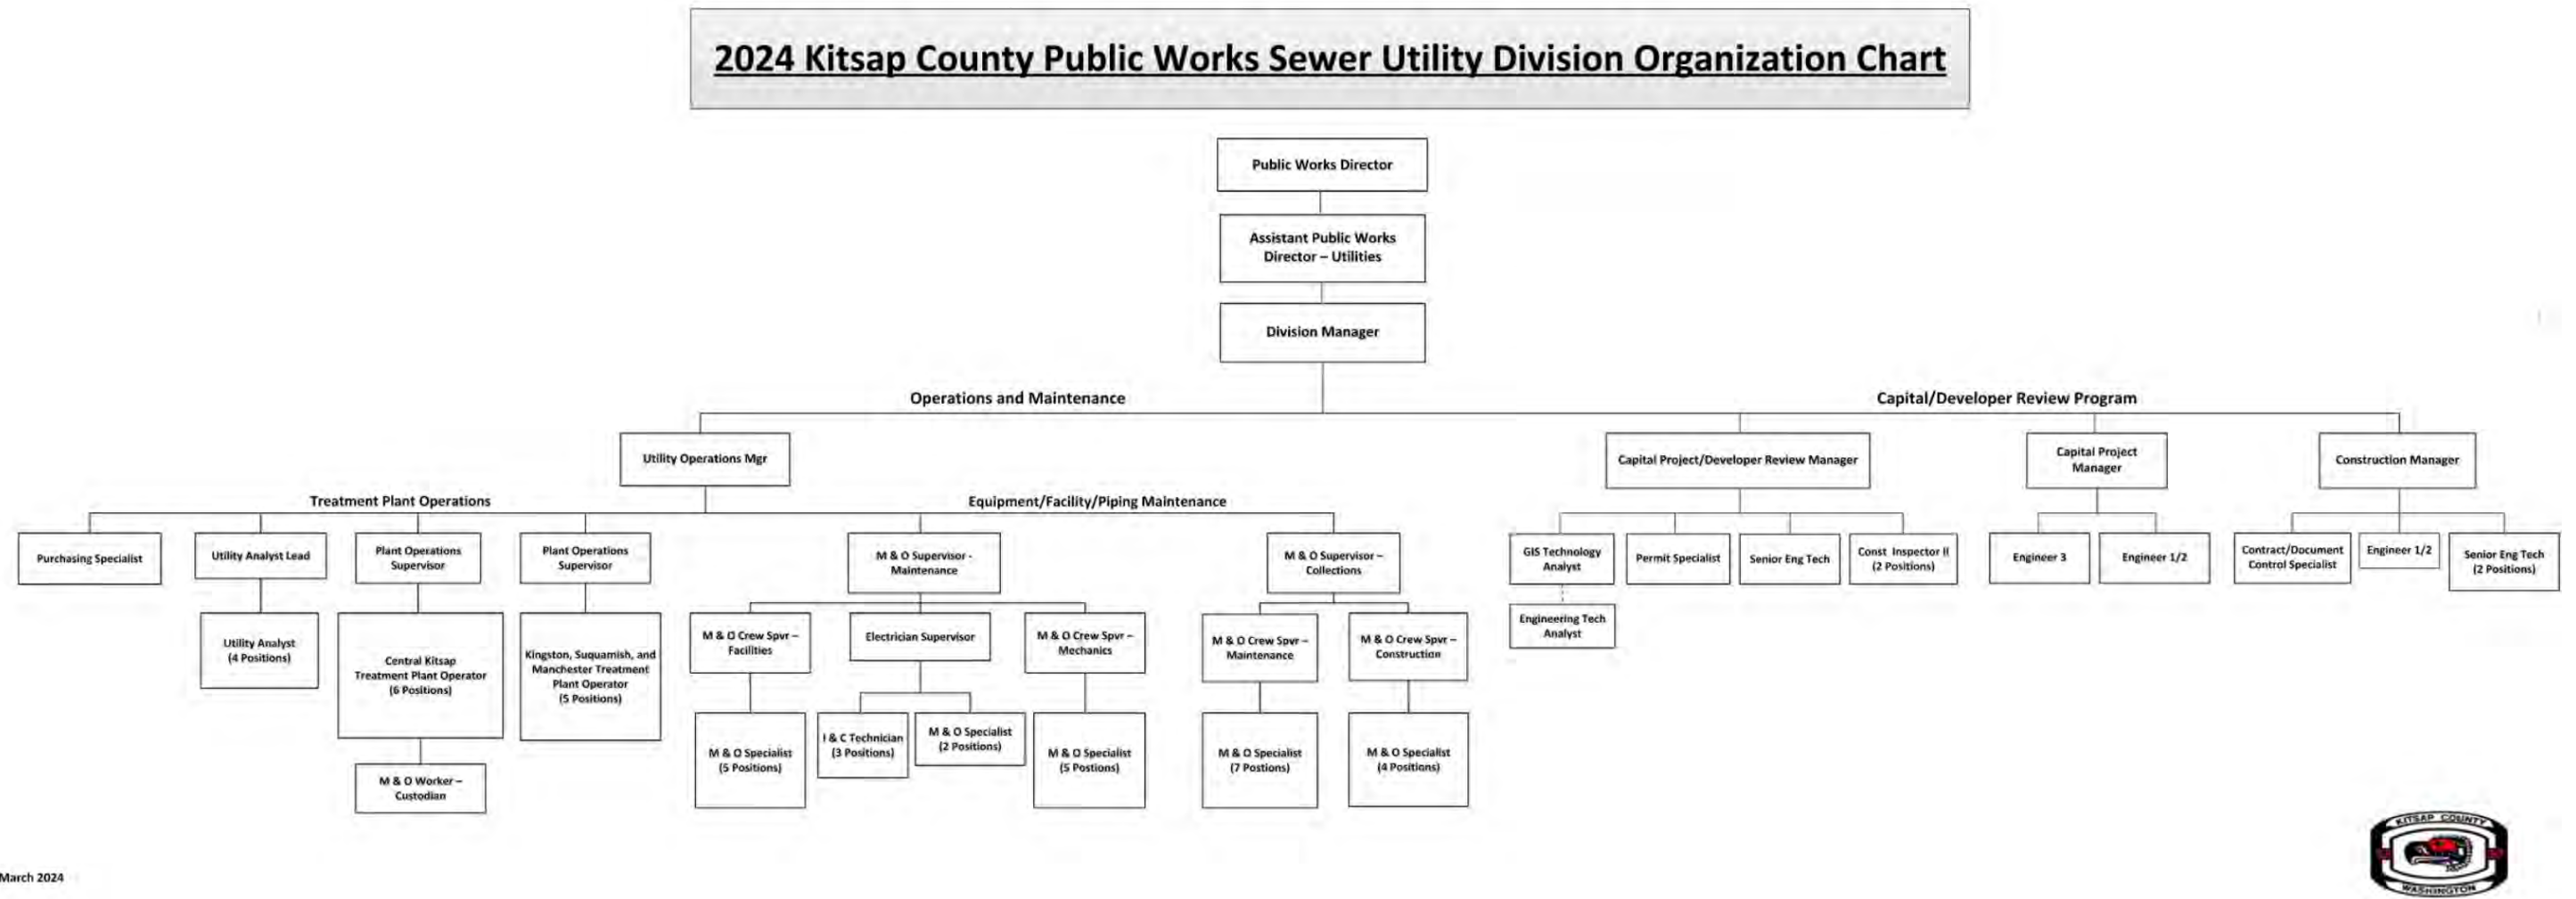 2024 Kitsap County Public Works Sewer Utility Division Organization Chart
Public Works Director
Assistant Public Works
Director – Utilities
Division Manager
Operations and Maintenance
Capital/Developer Review Program
Utility Operations Mgr
Capital Project/Developer Review Manager
Capital Project
Manager
Construction Manager
Treatment Plant Operations
Equipment/Facility/Piping Maintenance
Purchasing Specialist
Utility Analyst Lead
Plant Operations
Supervisor
Plant Operations
Supervisor
M & O Supervisor -
Maintenance
M & O Supervisor –
Collections
GIS Technology
Analyst
Permit Specialist
Senior Eng Tech
Const Inspector II
(2 Positions)
Engineer 3
Engineer 1/2
Contract/Document
Control Specialist
Engineer 1/2
Senior Eng Tech
(2 Positions)
Utility Analyst
(4 Positions)
Central Kitsap
Treatment Plant Operator
(6 Positions)
Kingston, Suquamish, and
Manchester Treatment
Plant Operator
(5 Positions)
M & O Crew Spvr –
Facilities
Electrician Supervisor
M & O Crew Spvr –
Mechanics
M & O Crew Spvr –
Maintenance
M & O Crew Spvr –
Construction
Engineering Tech
Analyst
M & O Specialist
(5 Positions)
I & C Technician
(3 Positions)
M & O Specialist
(2 Positions)
M & O Specialist
(5 Postions)
M & O Specialist
(7 Postions)
M & O Specialist
(4 Positions)
M & O Worker –
Custodian
March 2024
KITSAP COUNTY
WASHINGTON